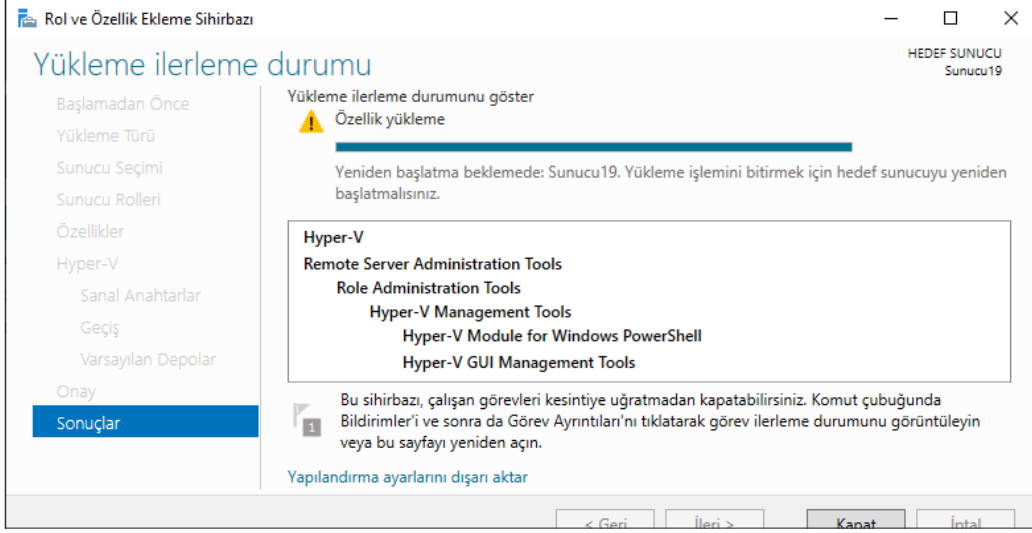 Rol ve Özellik Ekleme Sihirbazı
Yükleme ilerleme durumu
HEDEF SUNUCU
Sunucu19
Başlamadan Önce
Yükleme Türü
Sunucu Seçimi
Sunucu Rolleri
Özellikler
Hyper-V
Sanal Anahtarlar
Geçiş
Varsayılan Depolar
Onay
Sonuçlar
Yükleme ilerleme durumunu göster
Özellik yükleme
Yeniden başlatma beklemede: Sunucu19. Yükleme işlemini bitirmek için hedef sunucuyu yeniden
başlatmalısınız.
Hyper-V
Remote Server Administration Tools
Role Administration Tools
Hyper-V Management Tools
Hyper-V Module for Windows PowerShell
Hyper-V GUI Management Tools
1
Bu sihirbazı, çalışan görevleri kesintiye uğratmadan kapatabilirsiniz. Komut çubuğunda
Bildirimler'i ve sonra da Görev Ayrıntıları'nı tıklatarak görev ilerleme durumunu görüntüleyin
veya bu sayfayı yeniden açın.
Yapılandırma ayarlarını dışarı aktar
< Geri
İleri >
Kapat
İptal